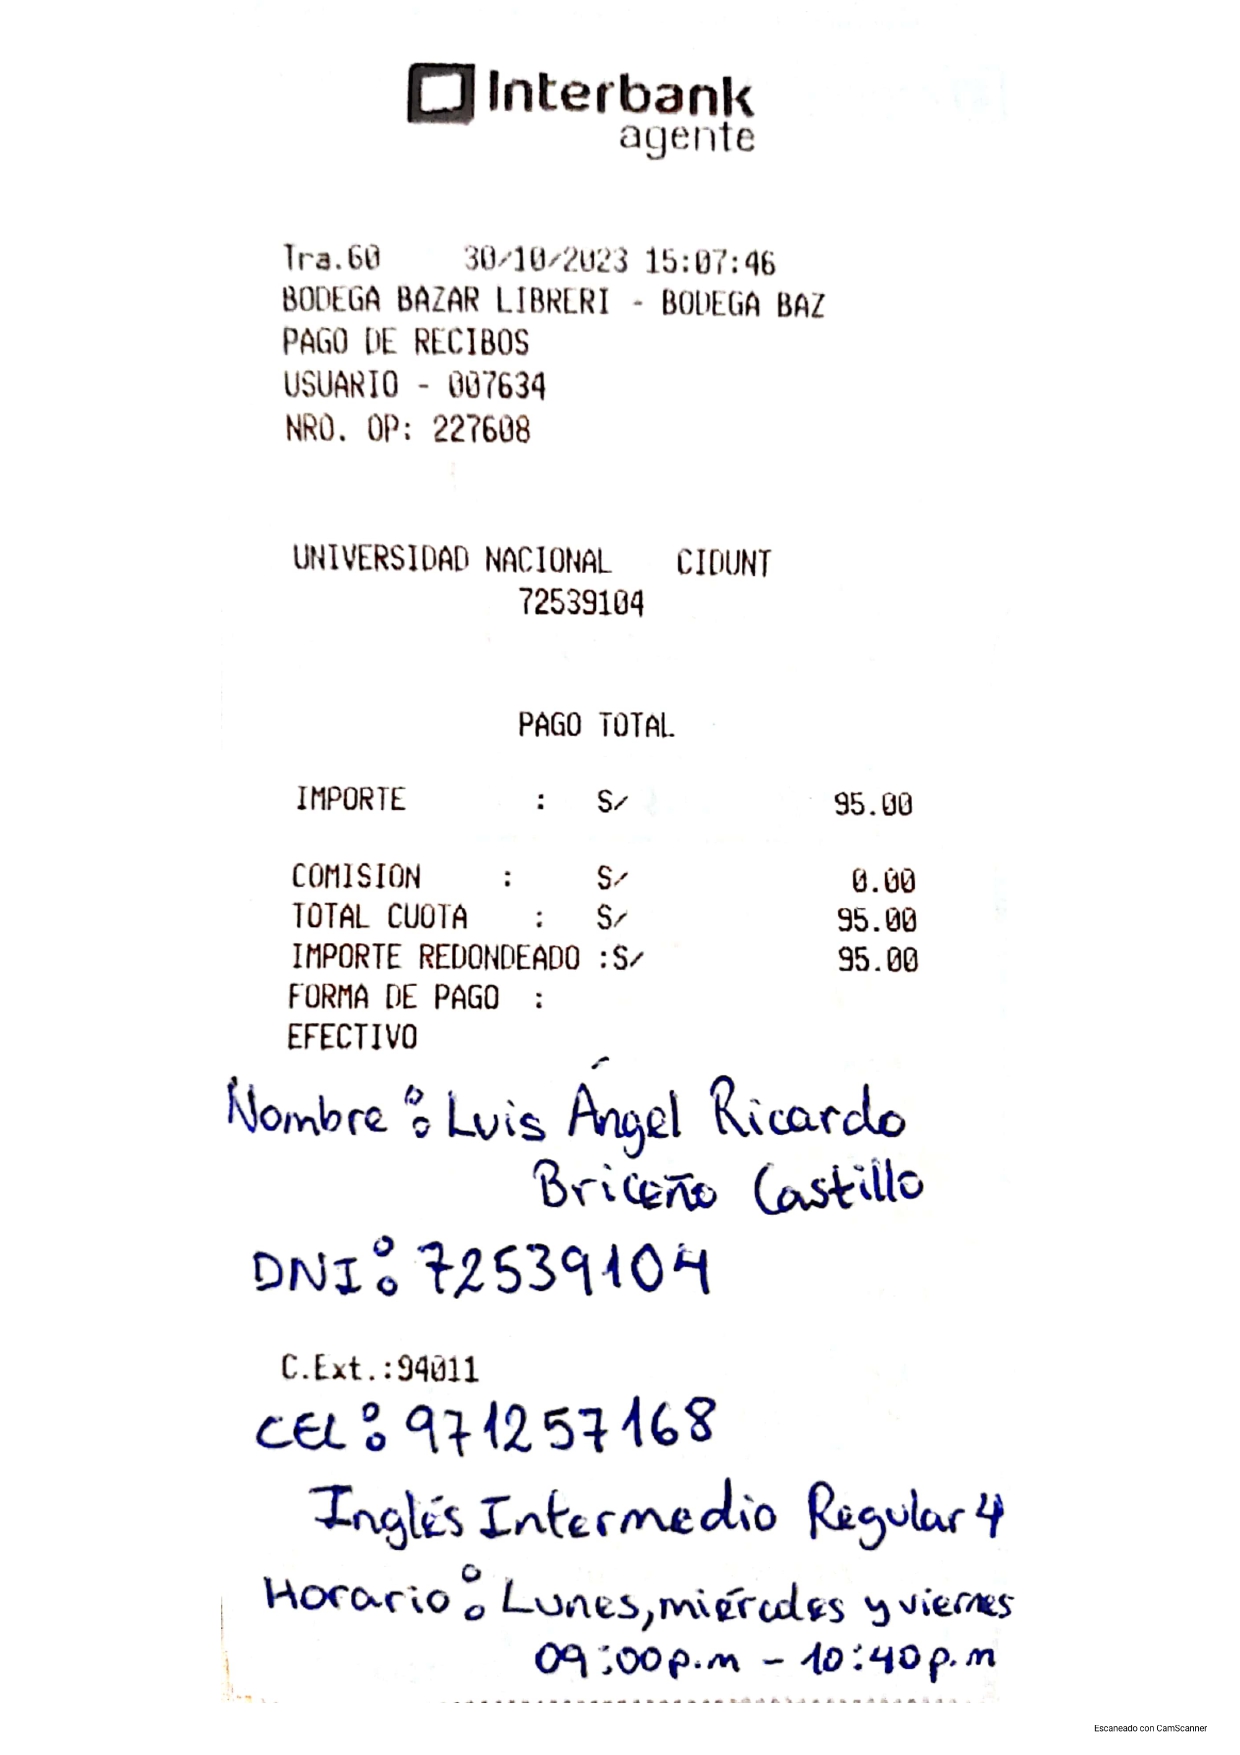 Interbank
agente
Tra.60 30/10/2023 15:07:46
BODEGA BAZAR LIBRERI - BODEGA BAZ
PAGO DE RECIBOS
USUARIO - 007634
NRO. OP: 227608
UNIVERSIDAD NACIONAL CIDUNT
72539104
PAGO TOTAL
IMPORTE : S/ 95.00
COMISION : S/ 0.00
TOTAL CUOTA : S/ 95.00
IMPORTE REDONDEADO :S/ 95.00
FORMA DE PAGO :
EFECTIVO
Nombre : Luis Ángel Ricardo
Briceño Castillo
DNI : 72539104
C.Ext.:94011
CEL : 971257168
Inglés Intermedio Regular 4
Horario : Lunes, miércoles y viernes
09:00p.m - 10:40p.m
Escaneado con CamScanner